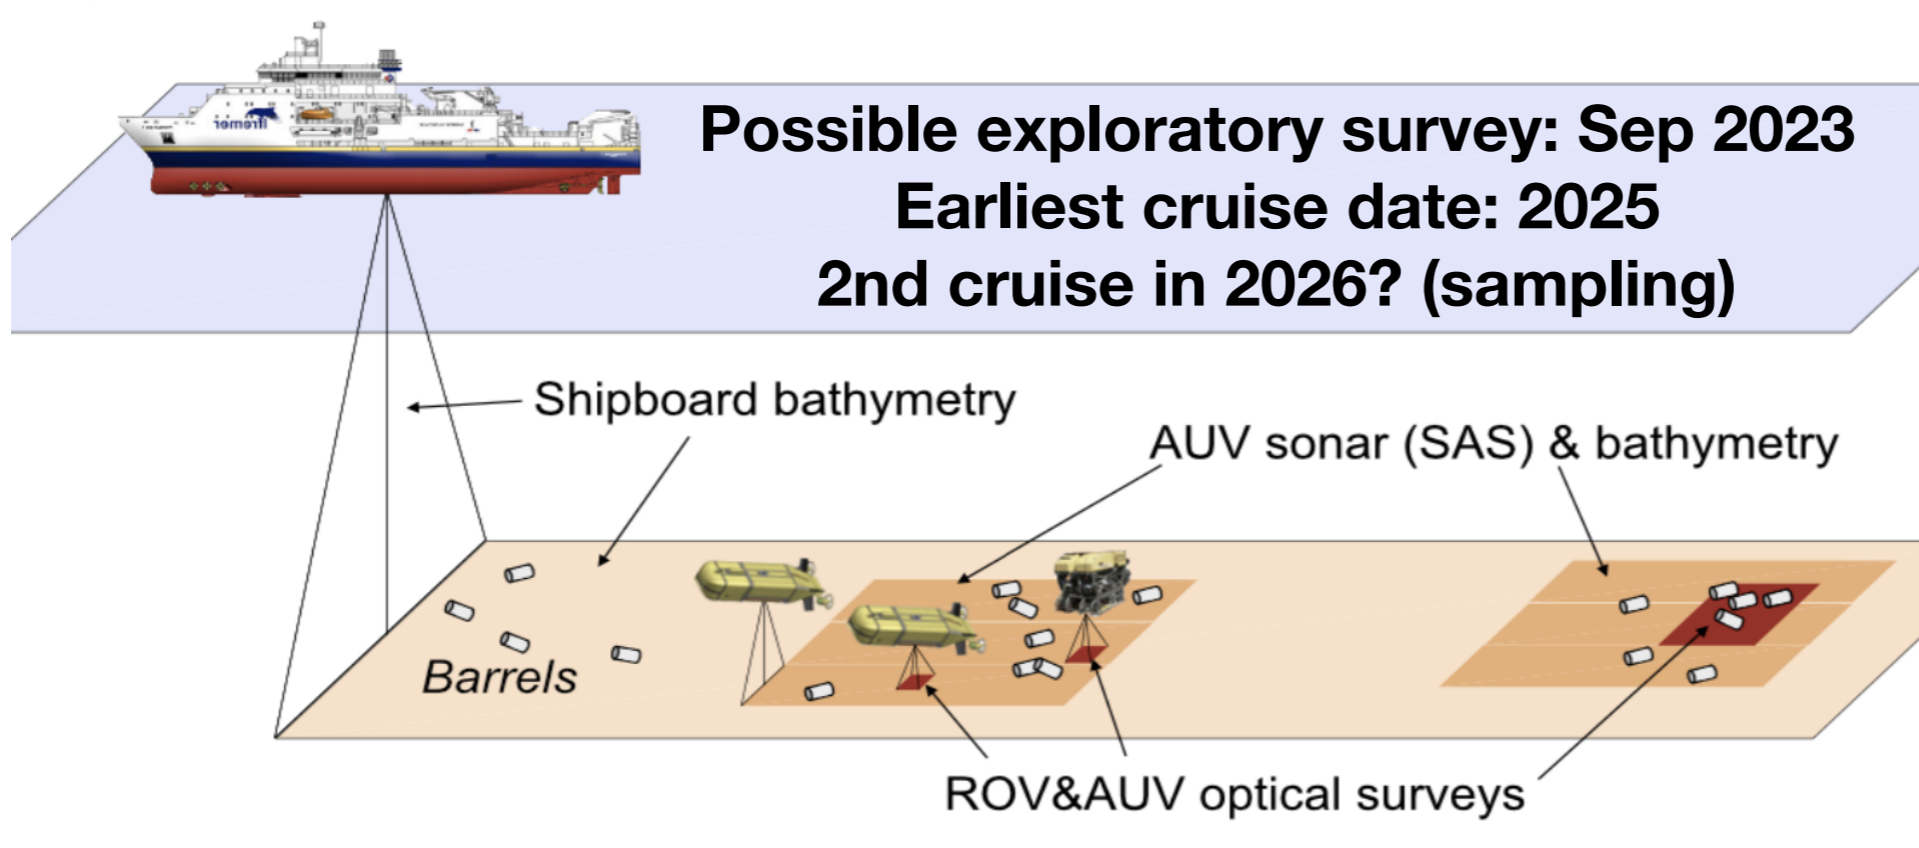 Possible exploratory survey: Sep 2023
Earliest cruise date: 2025
2nd cruise in 2026? (sampling)
Ifremer
Shipboard bathymetry
AUV sonar (SAS) & bathymetry
Barrels
ROV&AUV optical surveys